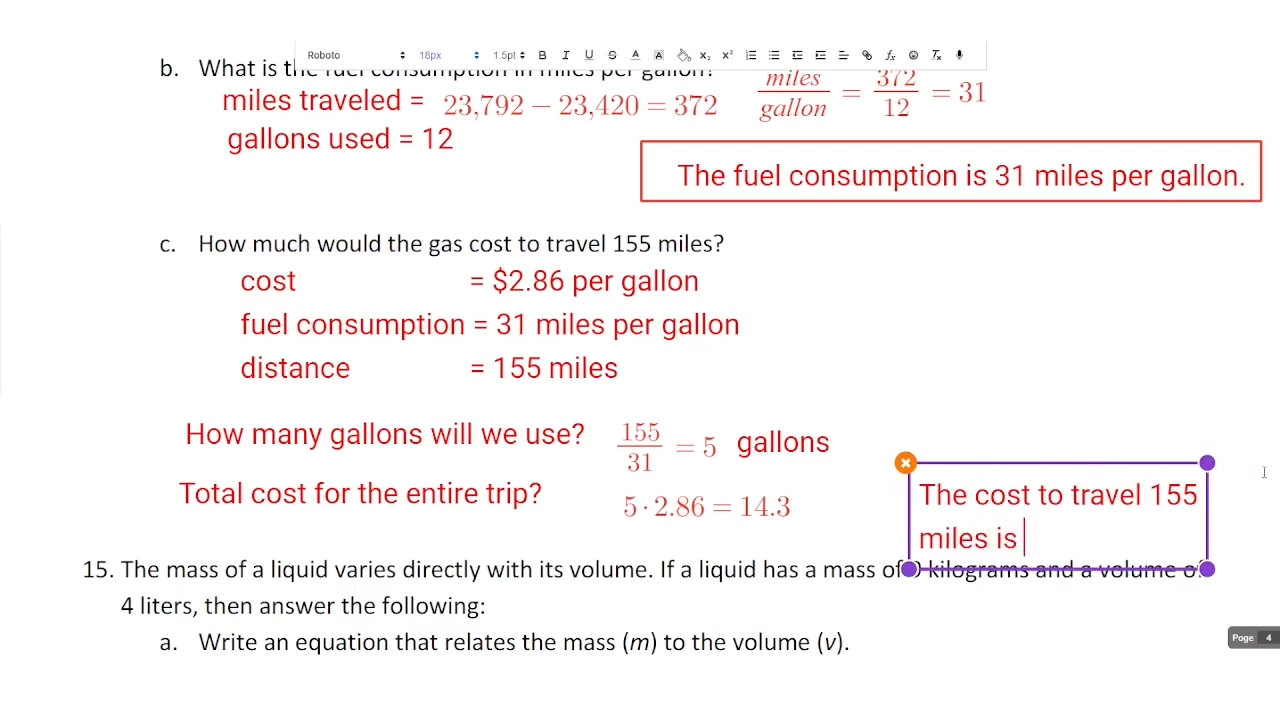 Roboto 18px 1.5pt B I U S A A x₂ x² fx Tx
b. What is the fuel consumption in miles per gallon?
miles traveled = 23,792 − 23,420 = 372 miles/gallon = 372/12 = 31
gallons used = 12
The fuel consumption is 31 miles per gallon.
c. How much would the gas cost to travel 155 miles?
cost = $2.86 per gallon
fuel consumption = 31 miles per gallon
distance = 155 miles
How many gallons will we use? 155/31 = 5 gallons
Total cost for the entire trip? 5 · 2.86 = 14.3
The cost to travel 155
miles is
15. The mass of a liquid varies directly with its volume. If a liquid has a mass of kilograms and a volume of
4 liters, then answer the following:
Page 4
a. Write an equation that relates the mass (m) to the volume (v).